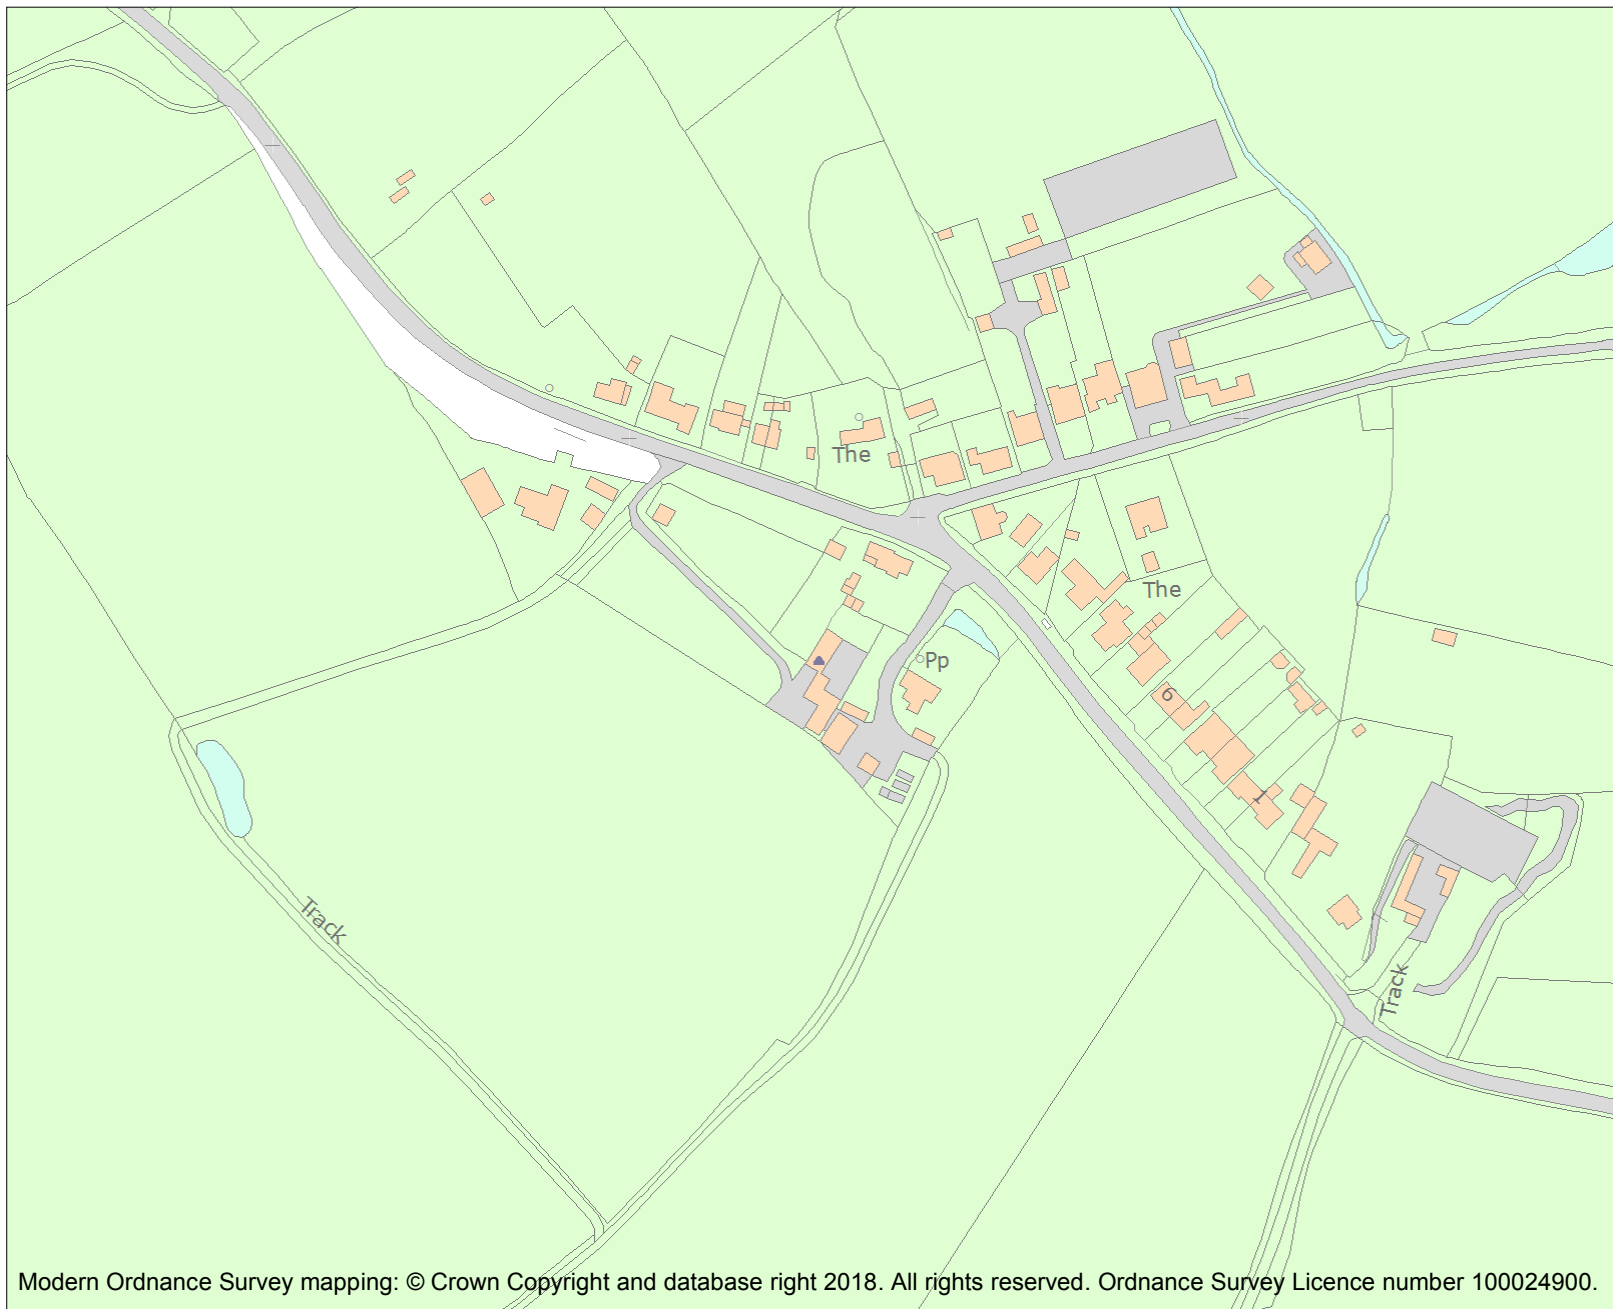 The
The
Pp
6
1
Track
Track
Modern Ordnance Survey mapping: © Crown Copyright and database right 2018. All rights reserved. Ordnance Survey Licence number 100024900.